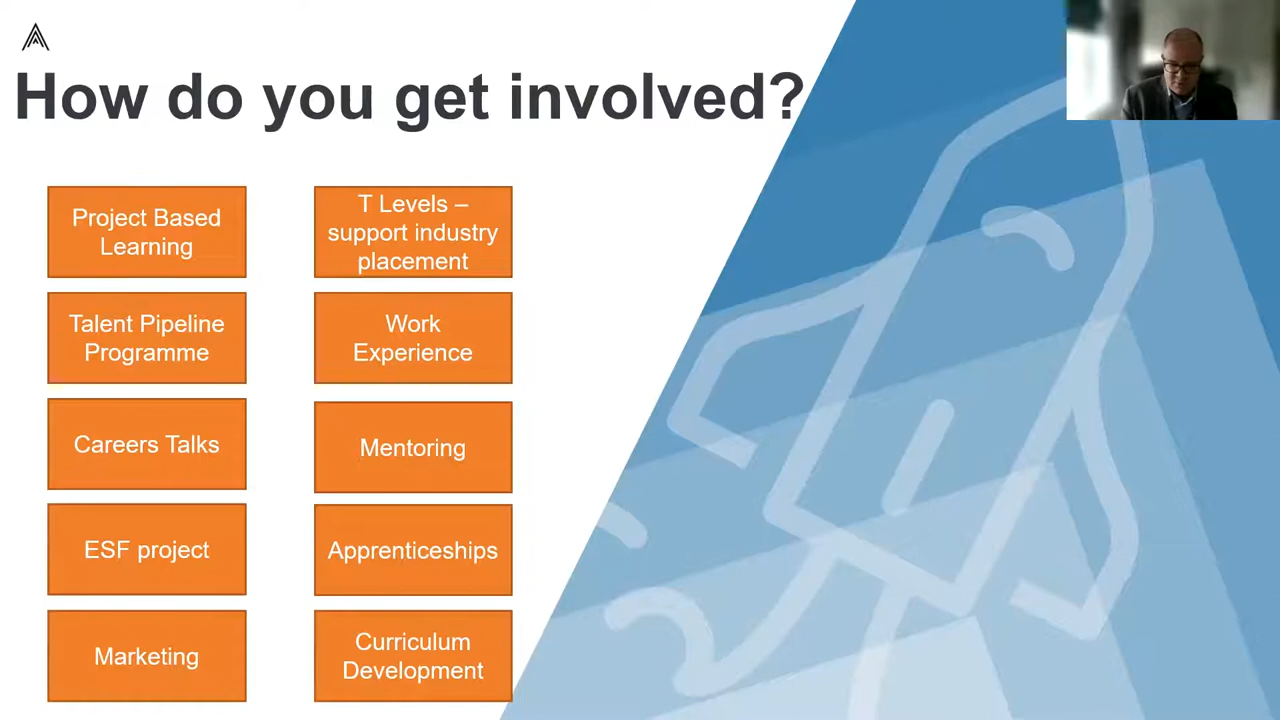 How do you get involved?
Project Based
Learning
T Levels –
support industry
placement
Talent Pipeline
Programme
Work
Experience
Careers Talks
Mentoring
ESF project
Apprenticeships
Marketing
Curriculum
Development